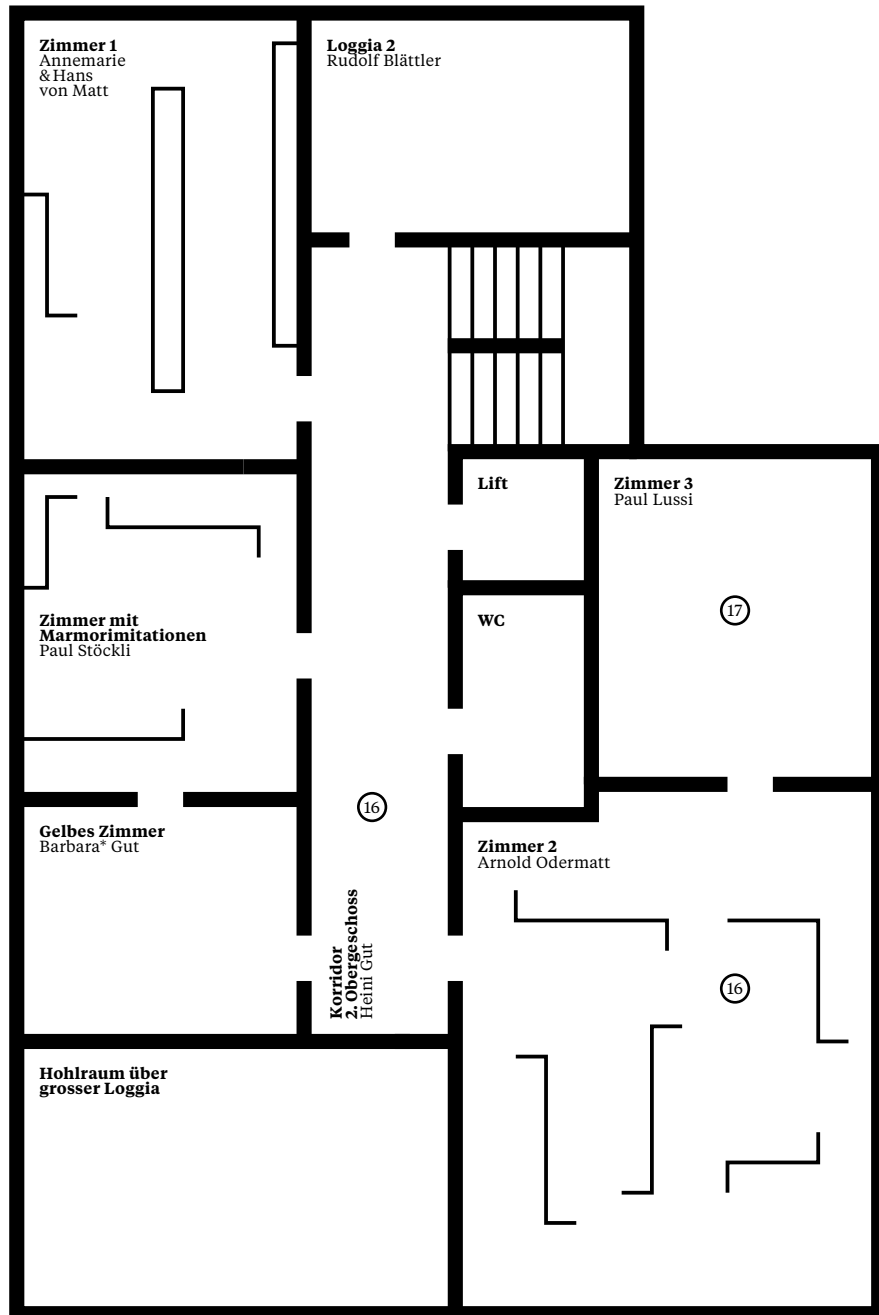 Zimmer 1
Annemarie
& Hans
von Matt
Loggia 2
Rudolf Blättler
Lift
Zimmer 3
Paul Lussi
17
Zimmer mit
Marmorimitationen
Paul Stöckli
WC
16
Gelbes Zimmer
Barbara* Gut
Zimmer 2
Arnold Odermatt
Korridor
2. Obergeschoss
Heini Gut
16
Hohlraum über
grosser Loggia